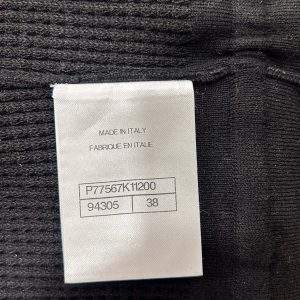 MADE IN ITALY
FABRIQUE EN ITALIE
P77567K11200
94305 38